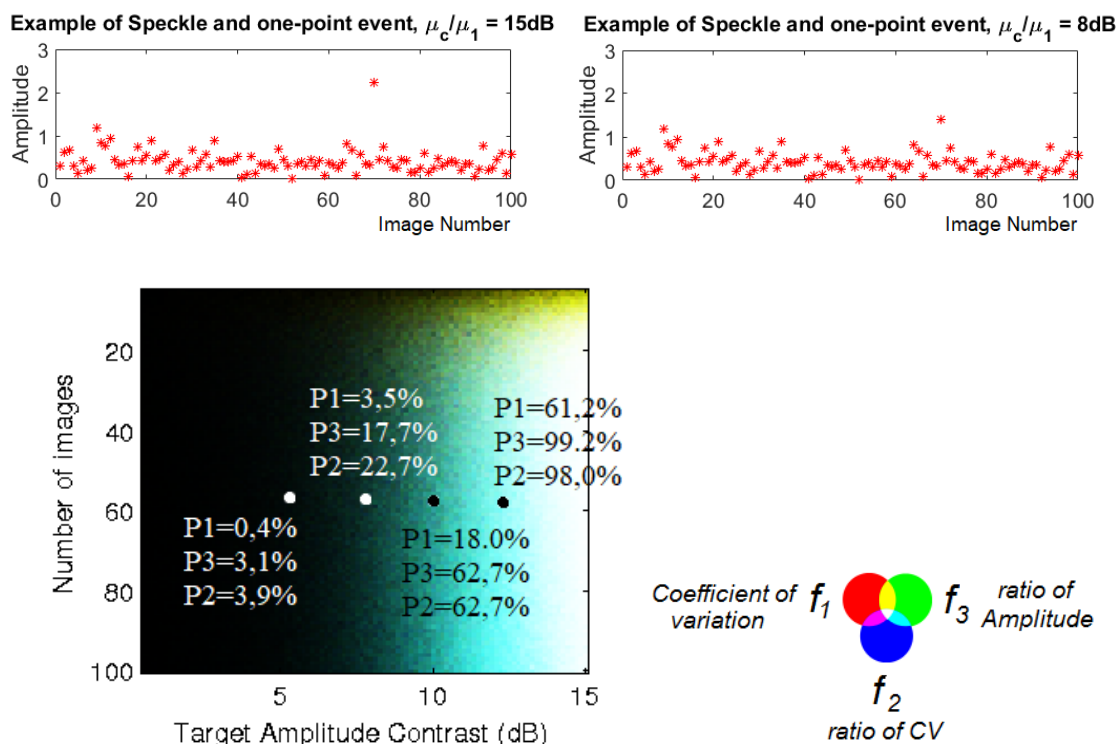 Example of Speckle and one-point event, μc/μ1 = 15dB
Amplitude
3
2
1
0
0 20 40 60 80 100
Image Number
Example of Speckle and one-point event, μc/μ1 = 8dB
Amplitude
3
2
1
0
0 20 40 60 80 100
Image Number
Number of images
20
40
60
80
100
P1=3,5%
P3=17,7%
P2=22,7%
P1=61,2%
P3=99.2%
P2=98,0%
P1=0,4%
P3=3,1%
P2=3,9%
P1=18.0%
P3=62,7%
P2=62,7%
5 10 15
Target Amplitude Contrast (dB)
Coefficient of
variation
f1
f3
ratio of
Amplitude
f2
ratio of CV